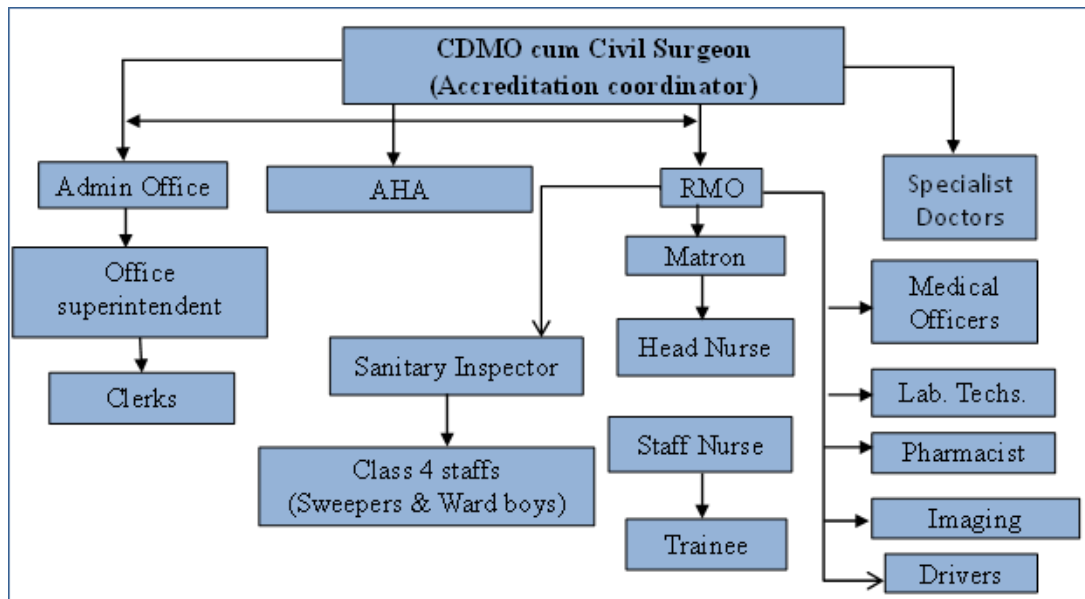 CDMO cum Civil Surgeon
(Accreditation coordinator)
Admin Office
AHA
RMO
Specialist
Doctors
Office
superintendent
Matron
Medical
Officers
Sanitary Inspector
Head Nurse
Clerks
Lab. Techs.
Class 4 staffs
(Sweepers & Ward boys)
Staff Nurse
Pharmacist
Trainee
Imaging
Drivers